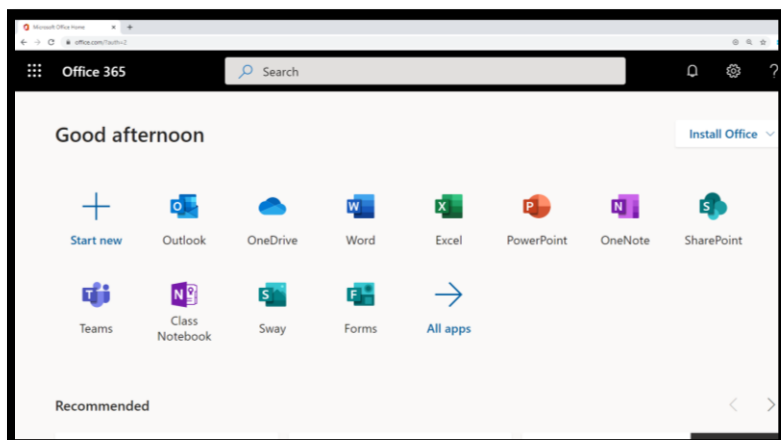 Microsoft Office Home
office.com/?auth=2
Office 365
Search
?
Good afternoon
Install Office
Start new
Outlook
OneDrive
Word
Excel
PowerPoint
OneNote
SharePoint
Teams
Class
Notebook
Sway
Forms
All apps
Recommended